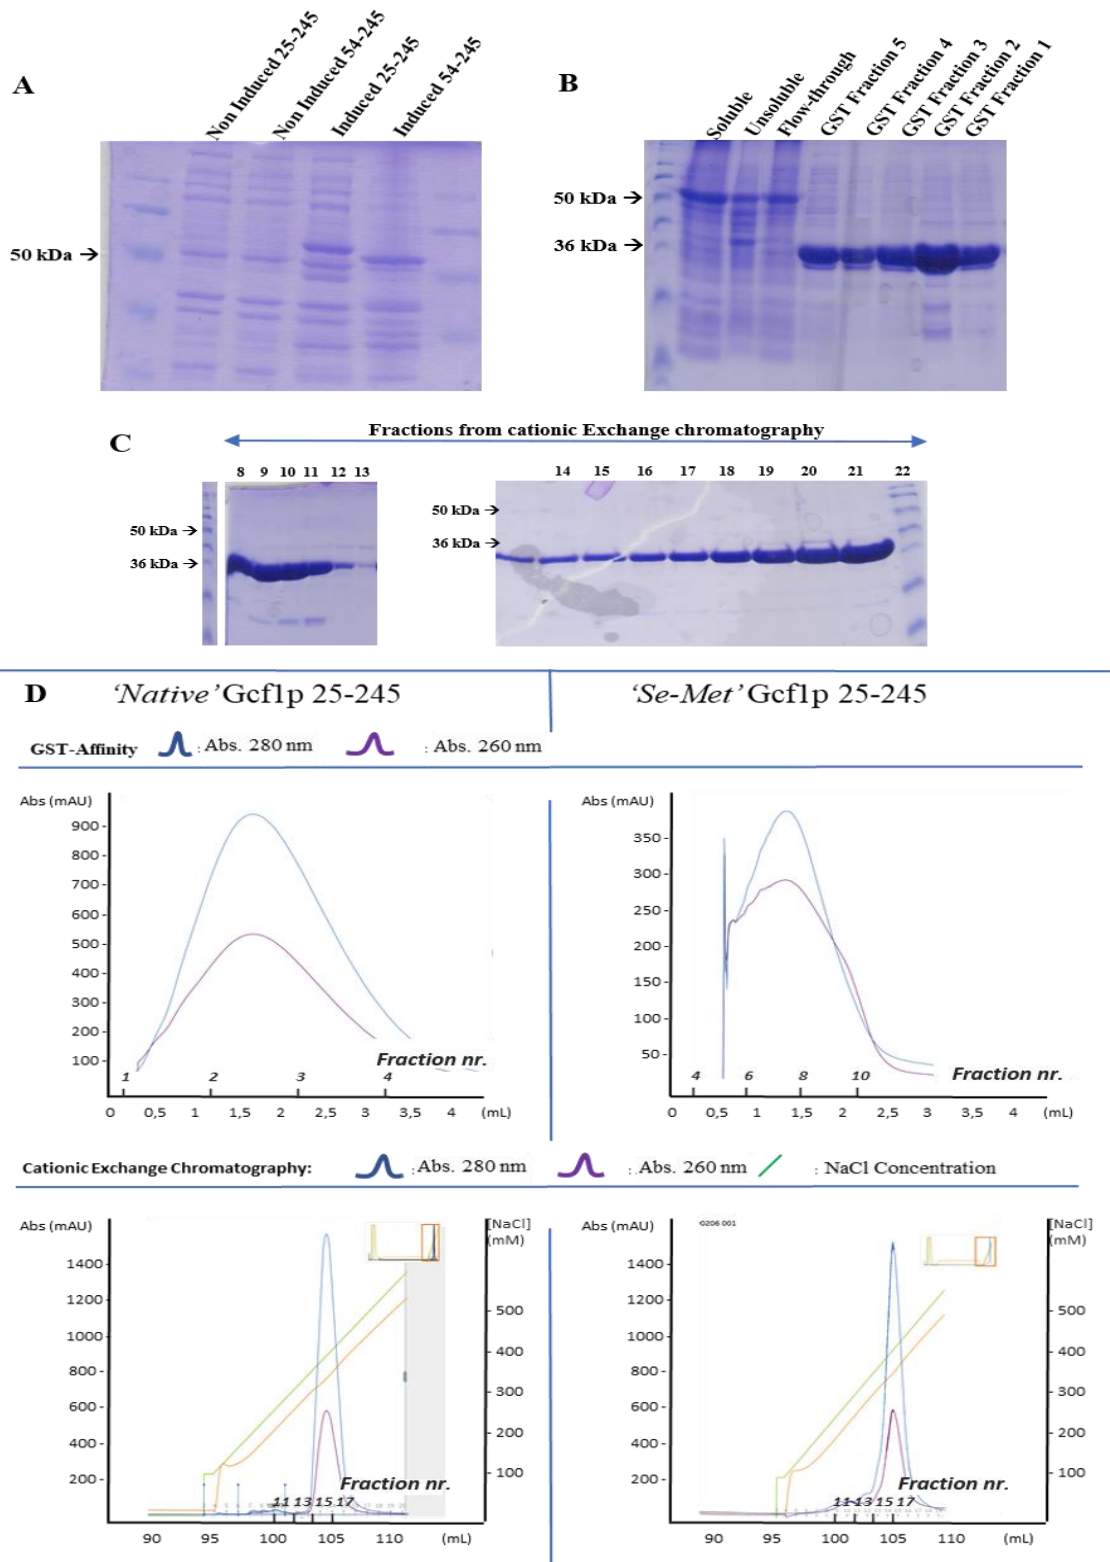 A
Non Induced 25-245
Non Induced 54-245
Induced 25-245
Induced 54-245
50 kDa →
B
Soluble
Unsoluble
Flow-through
GST Fraction 5
GST Fraction 4
GST Fraction 3
GST Fraction 2
GST Fraction 1
50 kDa →
36 kDa →
C
Fractions from cationic Exchange chromatography
8 9 10 11 12 13
14 15 16 17 18 19 20 21 22
50 kDa →
36 kDa →
50 kDa →
36 kDa →
D
'Native' Gcf1p 25-245
'Se-Met' Gcf1p 25-245
GST-Affinity : Abs. 280 nm : Abs. 260 nm
Abs (mAU)
900
800
700
600
500
400
300
200
100
Fraction nr.
1 2 3 4
0 0,5 1 1,5 2 2,5 3 3,5 4 (mL)
Abs (mAU)
350
300
250
200
150
100
50
4 6 8 10 Fraction nr.
0 0,5 1 1,5 2 2,5 3 3,5 4 (mL)
Cationic Exchange Chromatography: : Abs. 280 nm : Abs. 260 nm : NaCl Concentration
Abs (mAU)
[NaCl]
(mM)
1400
1200
1000
800
600
400
200
500
400
300
200
100
Fraction nr.
11 13 15 17
90 95 100 105 110 (mL)
Abs (mAU)
0206 001
[NaCl]
(mM)
1400
1200
1000
800
600
400
200
500
400
300
200
100
Fraction nr.
11 13 15 17
90 95 100 105 110 (mL)